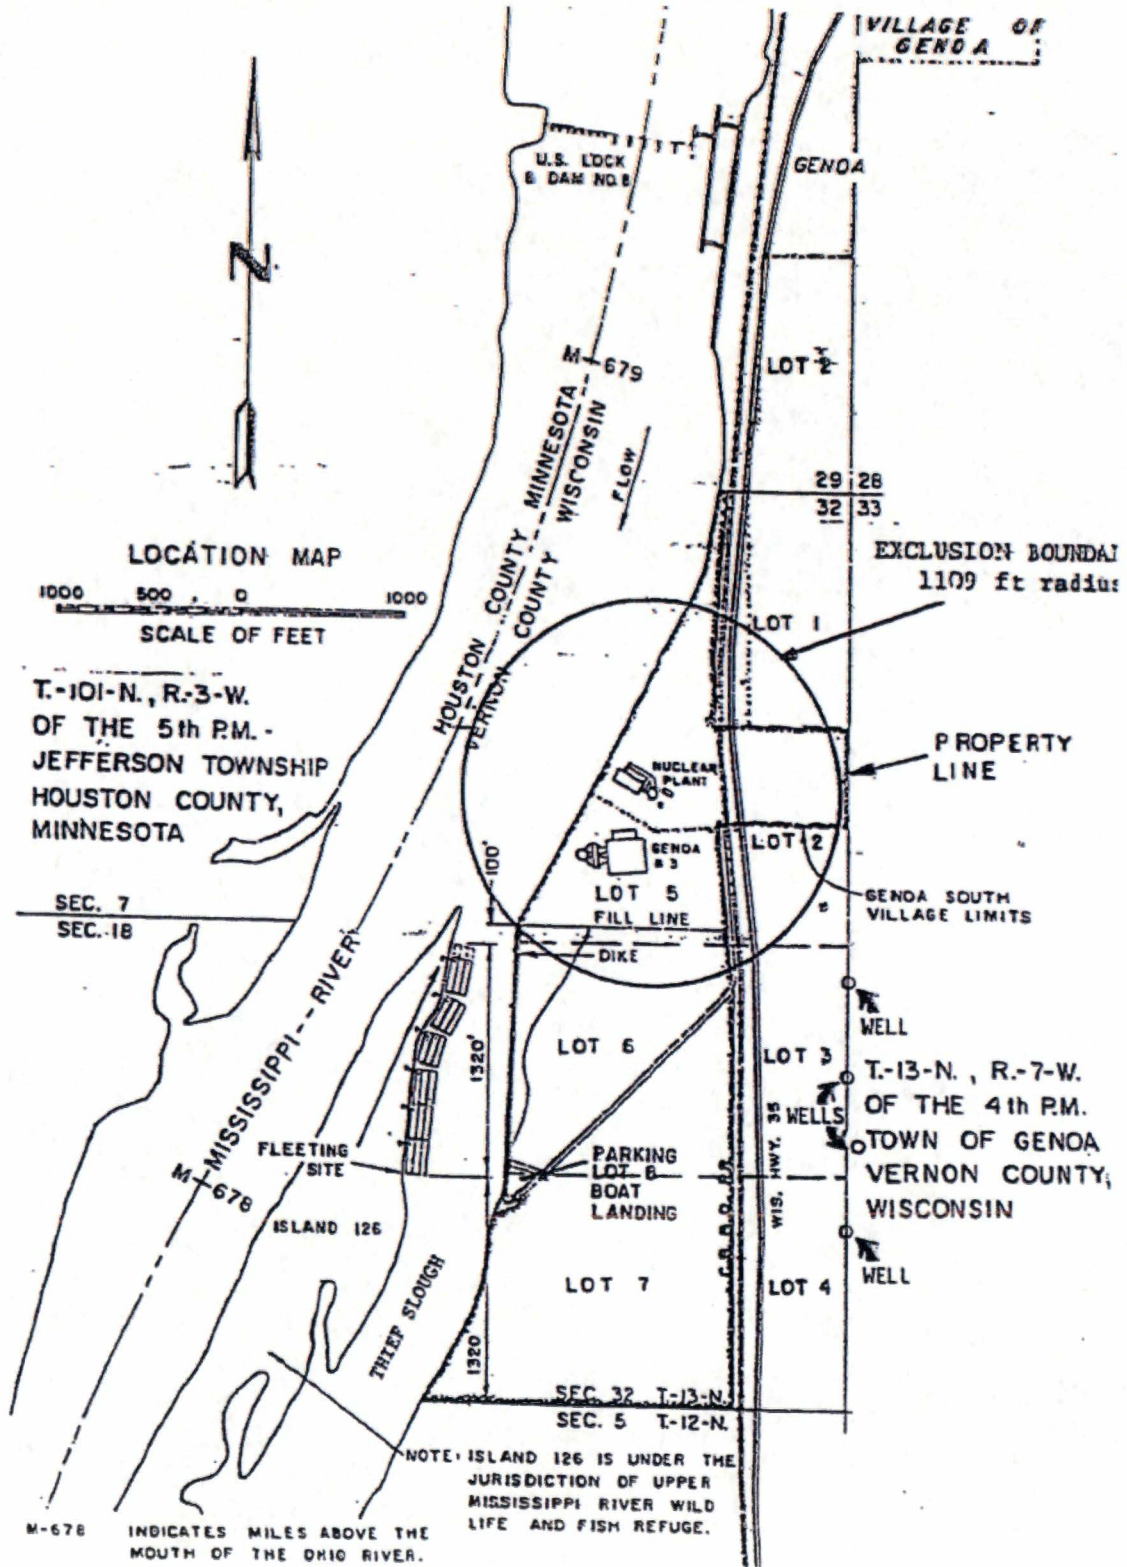 VILLAGE OF
GENOA
U.S. LOCK
& DAM NO. 8
GENOA
N
LOT 2
M 679
MINNESOTA
WISCONSIN
FLOW
29 28
32 33
LOCATION MAP
1000 500 0 1000
SCALE OF FEET
EXCLUSION BOUNDAI
1109 ft radius
HOUSTON COUNTY
VERNON COUNTY
LOT 1
T.-101-N., R.-3-W.
OF THE 5th P.M.-
JEFFERSON TOWNSHIP
HOUSTON COUNTY,
MINNESOTA
PROPERTY
LINE
NUCLEAR
PLANT
GENOA
# 3
LOT 2
100'
LOT 5
FILL LINE
GENOA SOUTH
VILLAGE LIMITS
SEC. 7
SEC. 18
DIKE
MISSISSIPPI RIVER
WELL
LOT 6
1320'
LOT 3
WELLS
T.-13-N., R.-7-W.
OF THE 4th P.M.
TOWN OF GENOA
VERNON COUNTY,
WISCONSIN
WIS. HWY. 35
FLEETING
SITE
PARKING
LOT &
BOAT
LANDING
M 678
ISLAND 126
C.B. & Q. RR
WELL
LOT 7
LOT 4
THIEF SLOUGH
1320
SEC. 32 T.-13-N.
SEC. 5 T.-12-N.
NOTE: ISLAND 126 IS UNDER THE
JURISDICTION OF UPPER
MISSISSIPPI RIVER WILD
LIFE AND FISH REFUGE.
M-678 INDICATES MILES ABOVE THE
MOUTH OF THE OHIO RIVER.